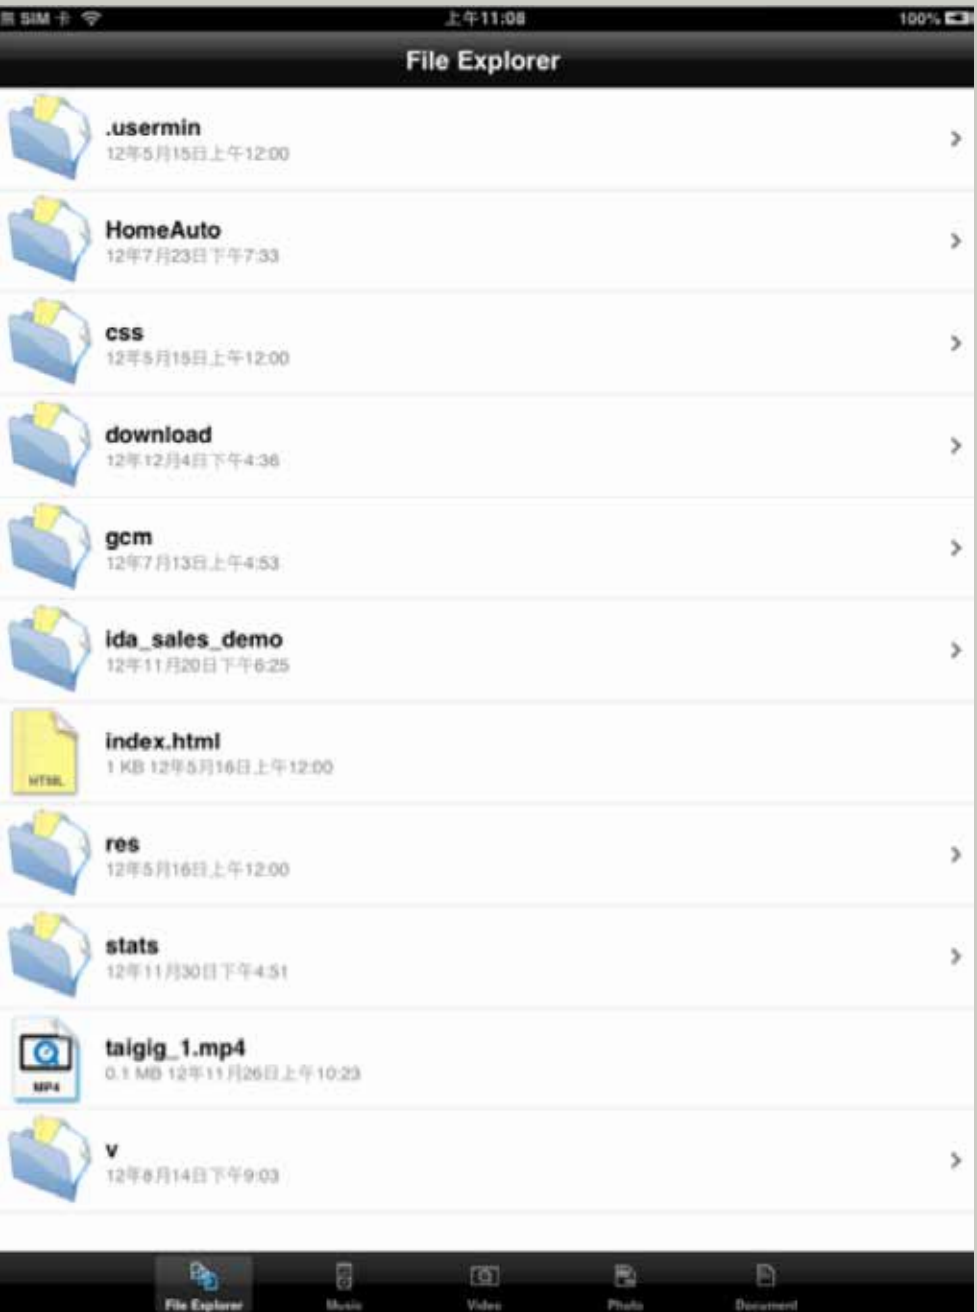 無 SIM 卡 上午11:08 100%
File Explorer
.usermin
12年5月15日上午12:00
HomeAuto
12年7月23日下午7:33
css
12年5月15日上午12:00
download
12年12月4日下午4:36
gcm
12年7月13日上午4:53
ida_sales_demo
12年11月20日下午6:25
index.html
1 KB 12年5月16日上午12:00
HTML
res
12年5月16日上午12:00
stats
12年11月30日下午4:51
taigig_1.mp4
0.1 MB 12年11月26日上午10:23
MP4
v
12年8月14日下午9:03
File Explorer Music Video Photo Document